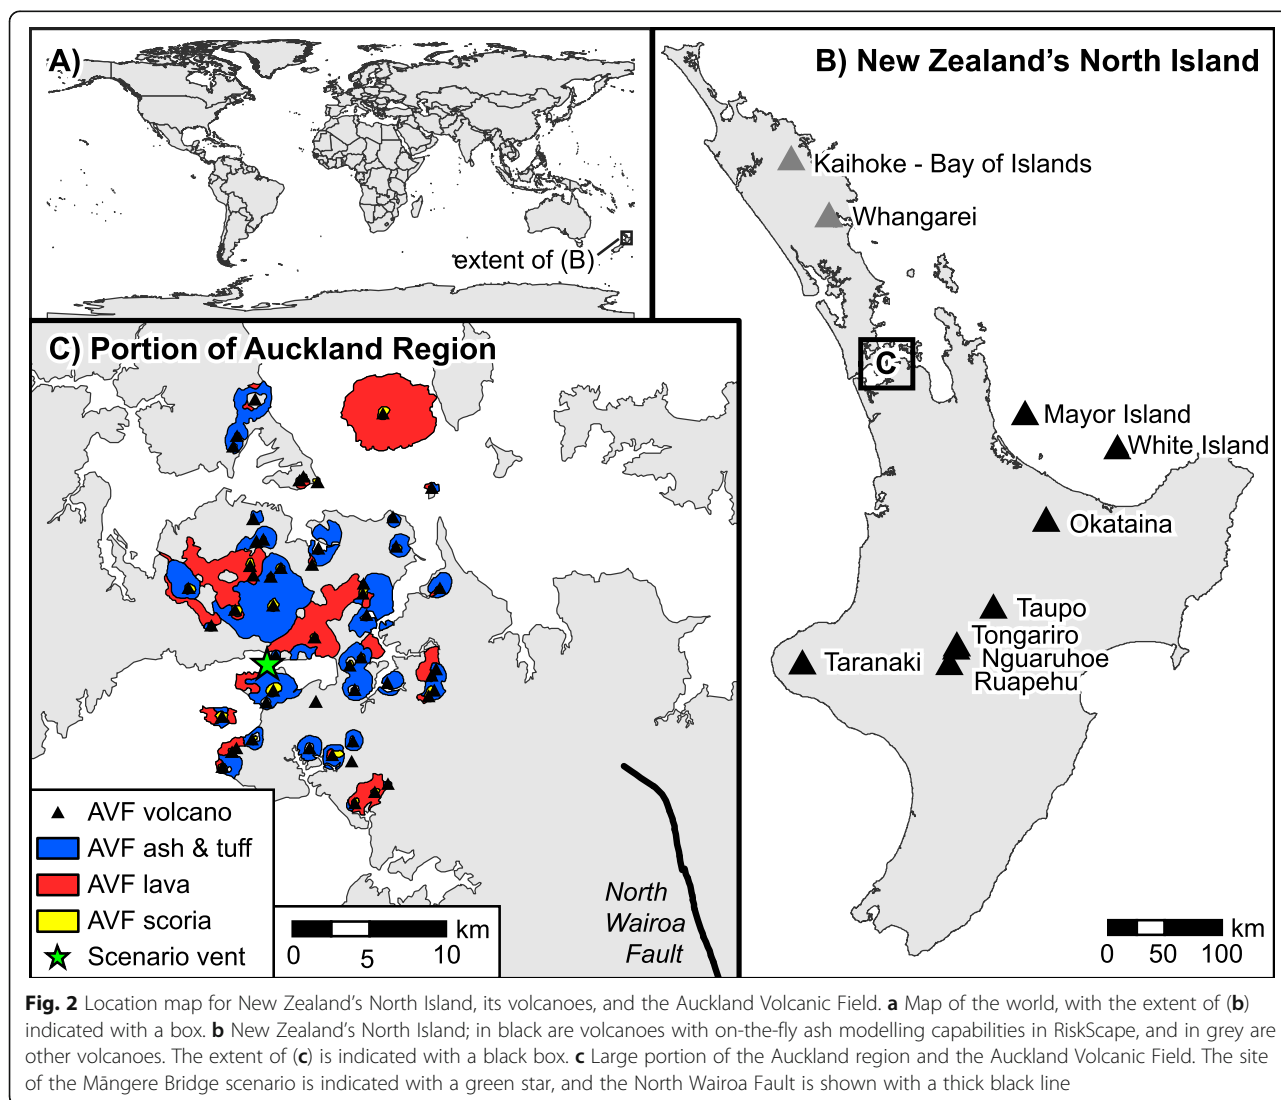 A)
extent of (B)
B) New Zealand's North Island
Kaihoke - Bay of Islands
Whangarei
C
Mayor Island
White Island
Okataina
Taupo
Tongariro
Nguaruhoe
Ruapehu
Taranaki
km
0 50 100
C) Portion of Auckland Region
AVF volcano
AVF ash & tuff
AVF lava
AVF scoria
Scenario vent
km
0 5 10
North
Wairoa
Fault
Fig. 2 Location map for New Zealand's North Island, its volcanoes, and the Auckland Volcanic Field. a Map of the world, with the extent of (b)
indicated with a box. b New Zealand's North Island; in black are volcanoes with on-the-fly ash modelling capabilities in RiskScape, and in grey are
other volcanoes. The extent of (c) is indicated with a black box. c Large portion of the Auckland region and the Auckland Volcanic Field. The site
of the Māngere Bridge scenario is indicated with a green star, and the North Wairoa Fault is shown with a thick black line